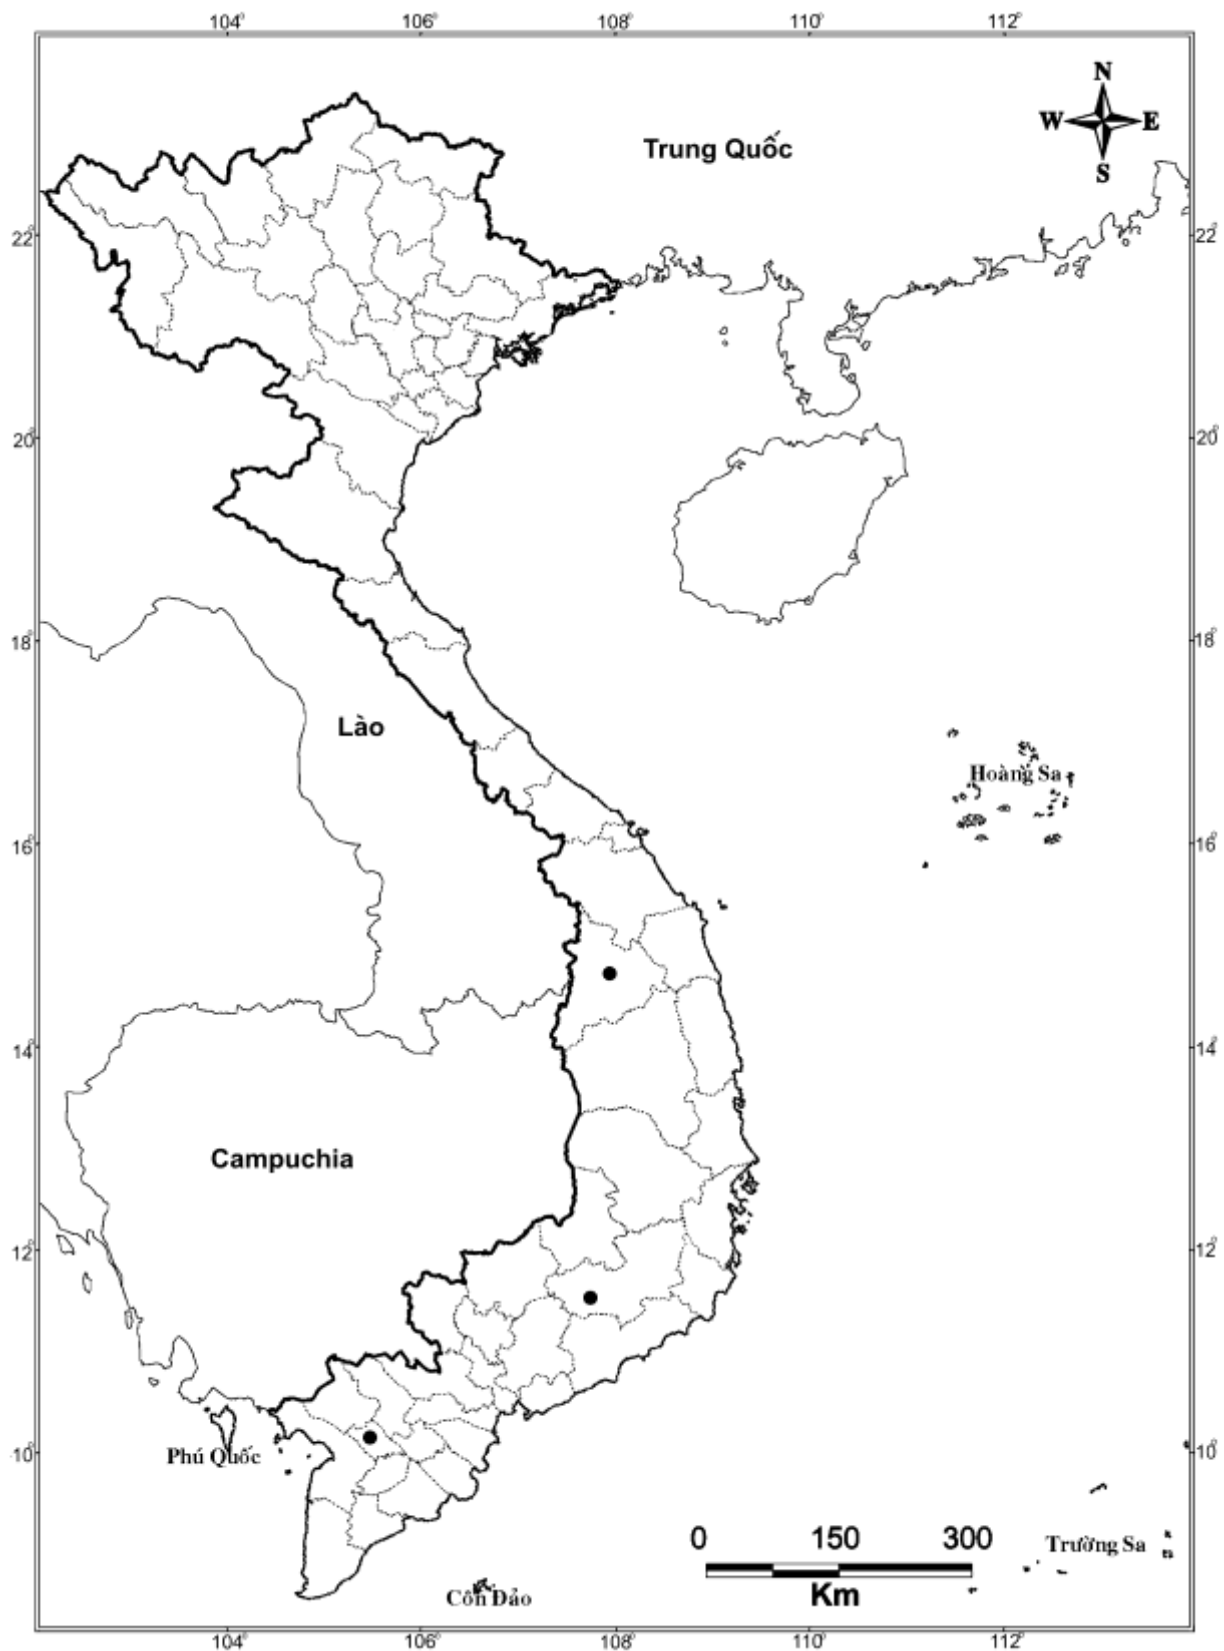 104° 106° 108° 110° 112°
N
Trung Quốc
W E
S
22° 22°
20° 20°
18° 18°
Lào
Hoàng Sa
16° 16°
14° 14°
Campuchia
12° 12°
Phú Quốc
10° 10°
0 150 300
Trường Sa
Km
Côn Đảo
104° 106° 108° 110° 112°